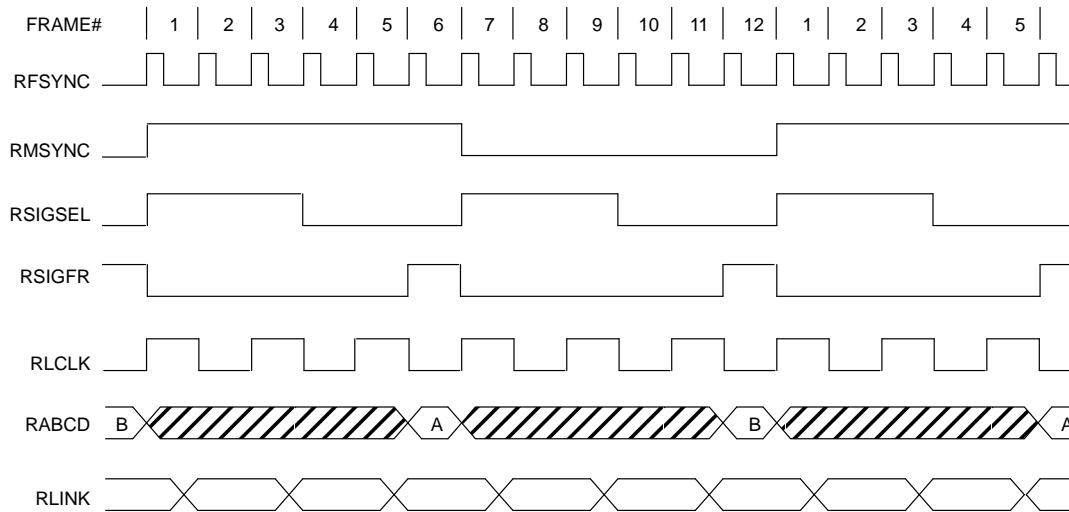 FRAME# 1 2 3 4 5 6 7 8 9 10 11 12 1 2 3 4 5
RFSYNC
RMSYNC
RSIGSEL
RSIGFR
RLCLK
RABCD B A B A
RLINK